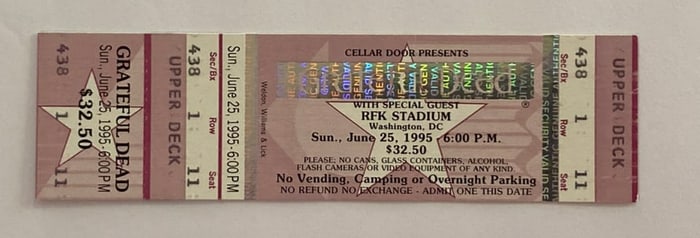 438 1 11
GRATEFUL DEAD
Sun., June 25, 1995-6:00PM
$32.50
UPPER DECK
Sec/Bx Row Seat
438 1 11
Sun., June 25, 1995-6:00PM
Weldon, Williams & Lick
CELLAR DOOR PRESENTS
WITH SPECIAL GUEST
RFK STADIUM
Washington, DC
Sun., June 25, 1995 - 6:00 P.M.
$32.50
PLEASE; NO CANS, GLASS CONTAINERS, ALCOHOL,
FLASH CAMERAS OR VIDEO EQUIPMENT OF ANY KIND.
No Vending, Camping or Overnight Parking
NO REFUND NO EXCHANGE - ADMIT ONE THIS DATE
®
Sec/Bx Row Seat
438 1 11
UPPER DECK